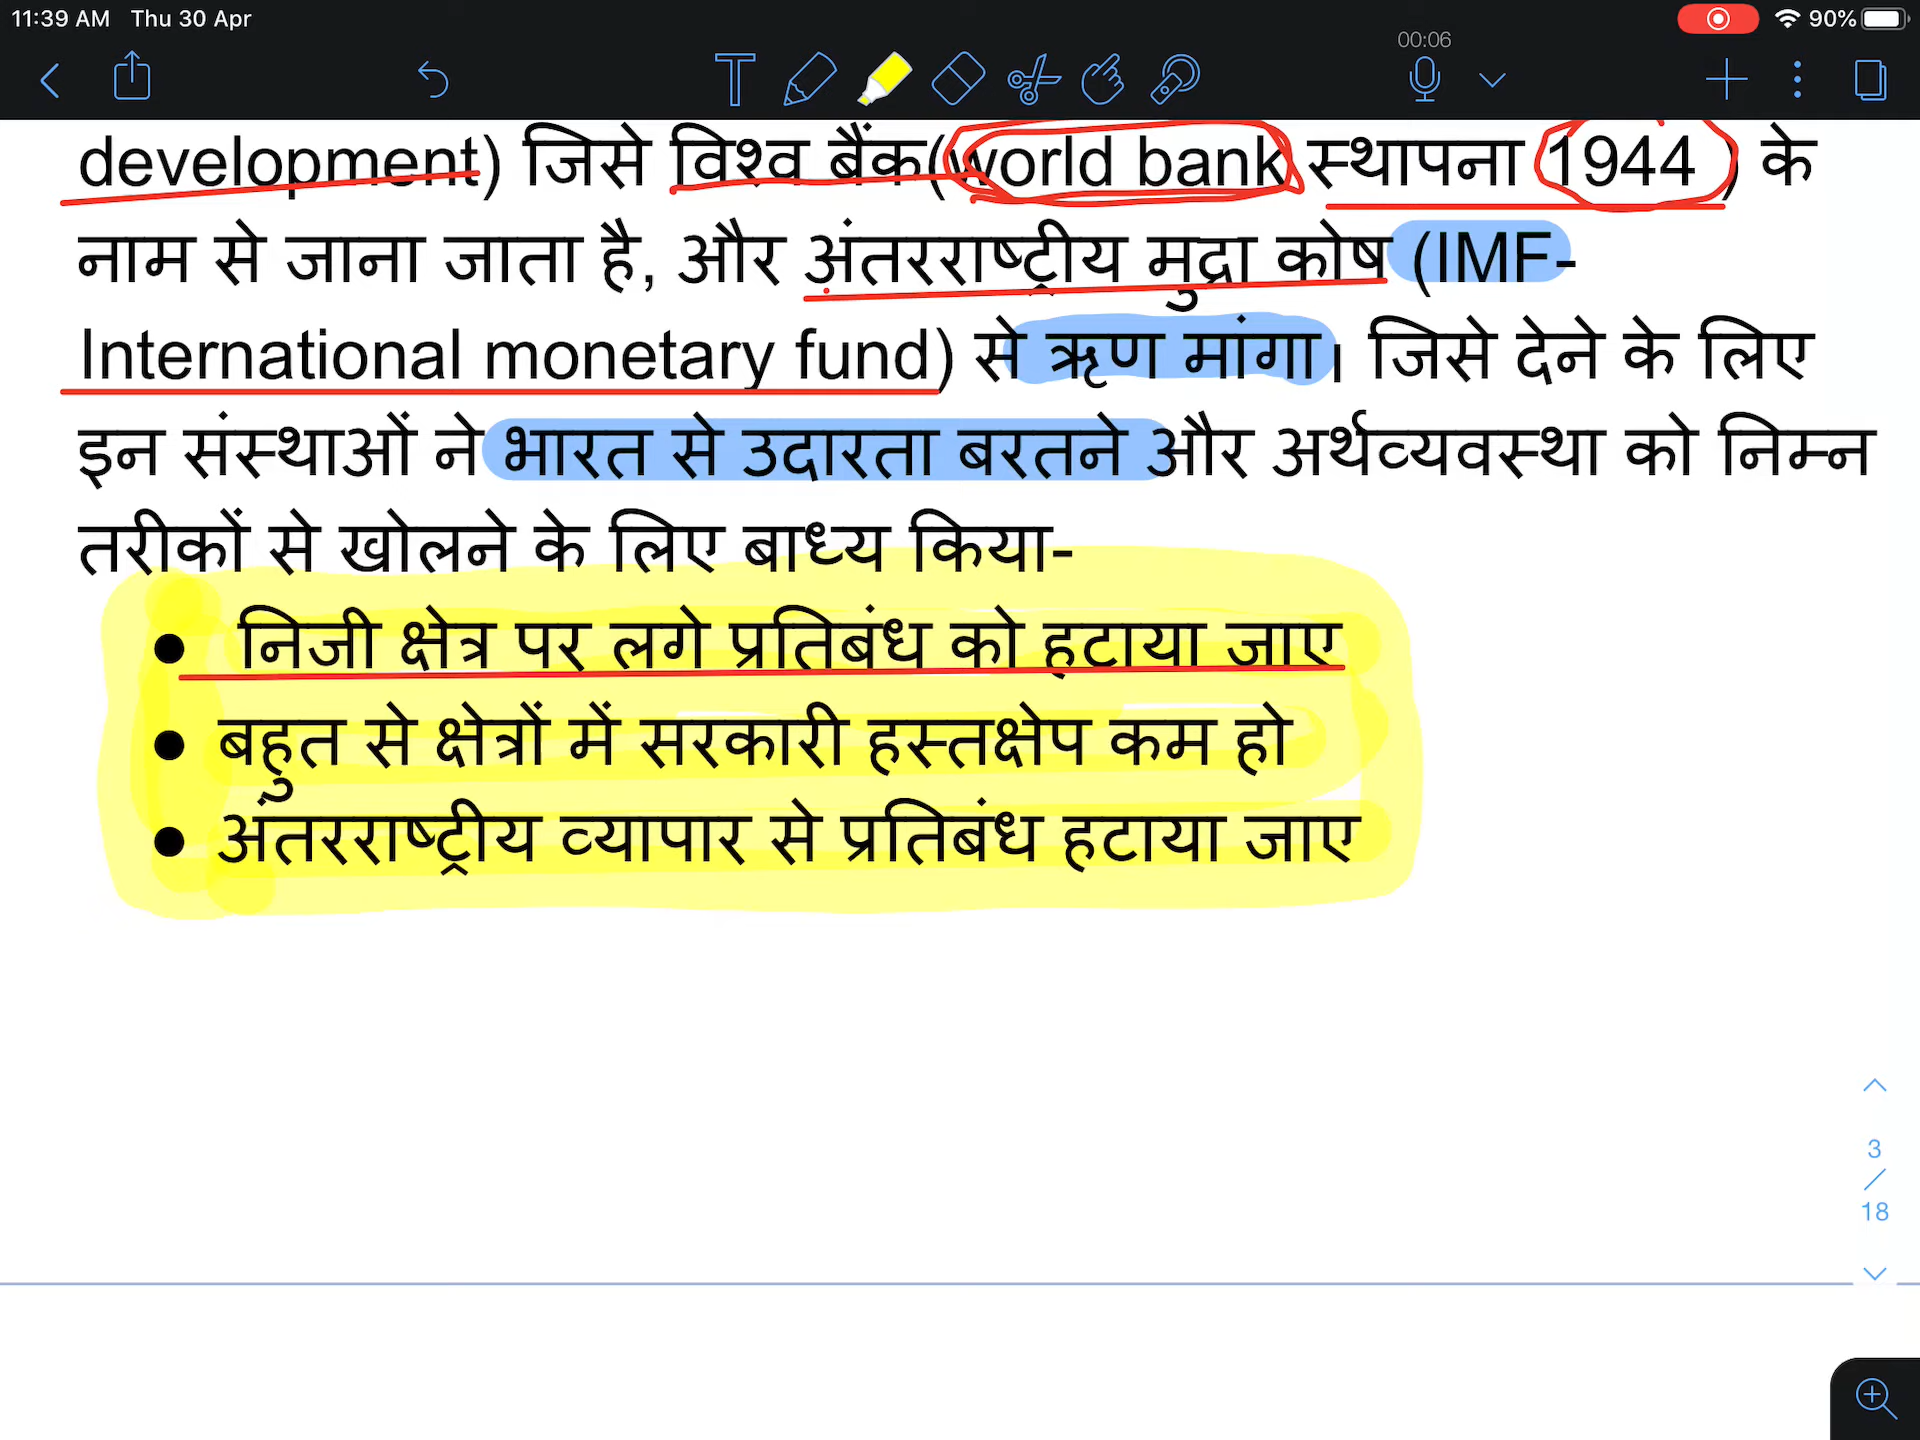 11:39 AM Thu 30 Apr
90%
00:06
development) जिसे विश्व बैंक(world bank स्थापना 1944 ) के
नाम से जाना जाता है, और अंतरराष्ट्रीय मुद्रा कोष (IMF-
International monetary fund) से ऋण मांगा। जिसे देने के लिए
इन संस्थाओं ने भारत से उदारता बरतने और अर्थव्यवस्था को निम्न
तरीकों से खोलने के लिए बाध्य किया-
● निजी क्षेत्र पर लगे प्रतिबंध को हटाया जाए
● बहुत से क्षेत्रों में सरकारी हस्तक्षेप कम हो
● अंतरराष्ट्रीय व्यापार से प्रतिबंध हटाया जाए
3
/
18